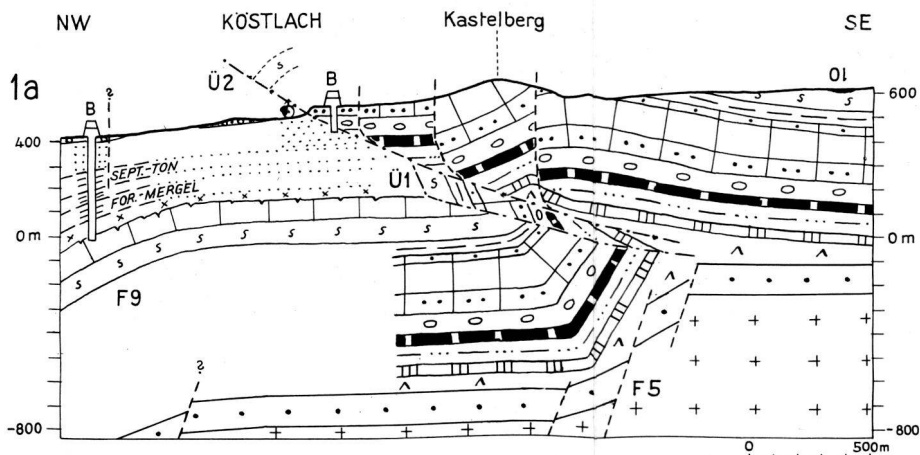 NW KÖSTLACH Kastelberg SE
1a
Ü2
S
B
B
OL
S S
600
400
SEPT.-TON
FOR.-MERGEL
Ü1
S
0 m
0 m
S S S S S S
S
S
F9
?
?
F5
-800
-800
0 500m